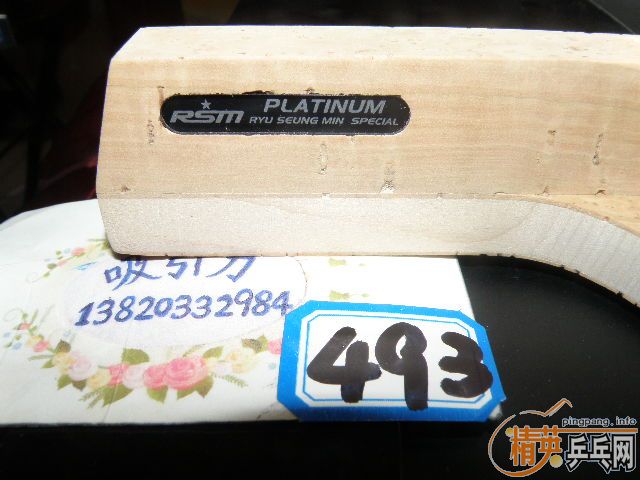 RSM PLATINUM
RYU SEUNG MIN SPECIAL
吸引力
13820332984
493
pingpang.info
精英乒乓网